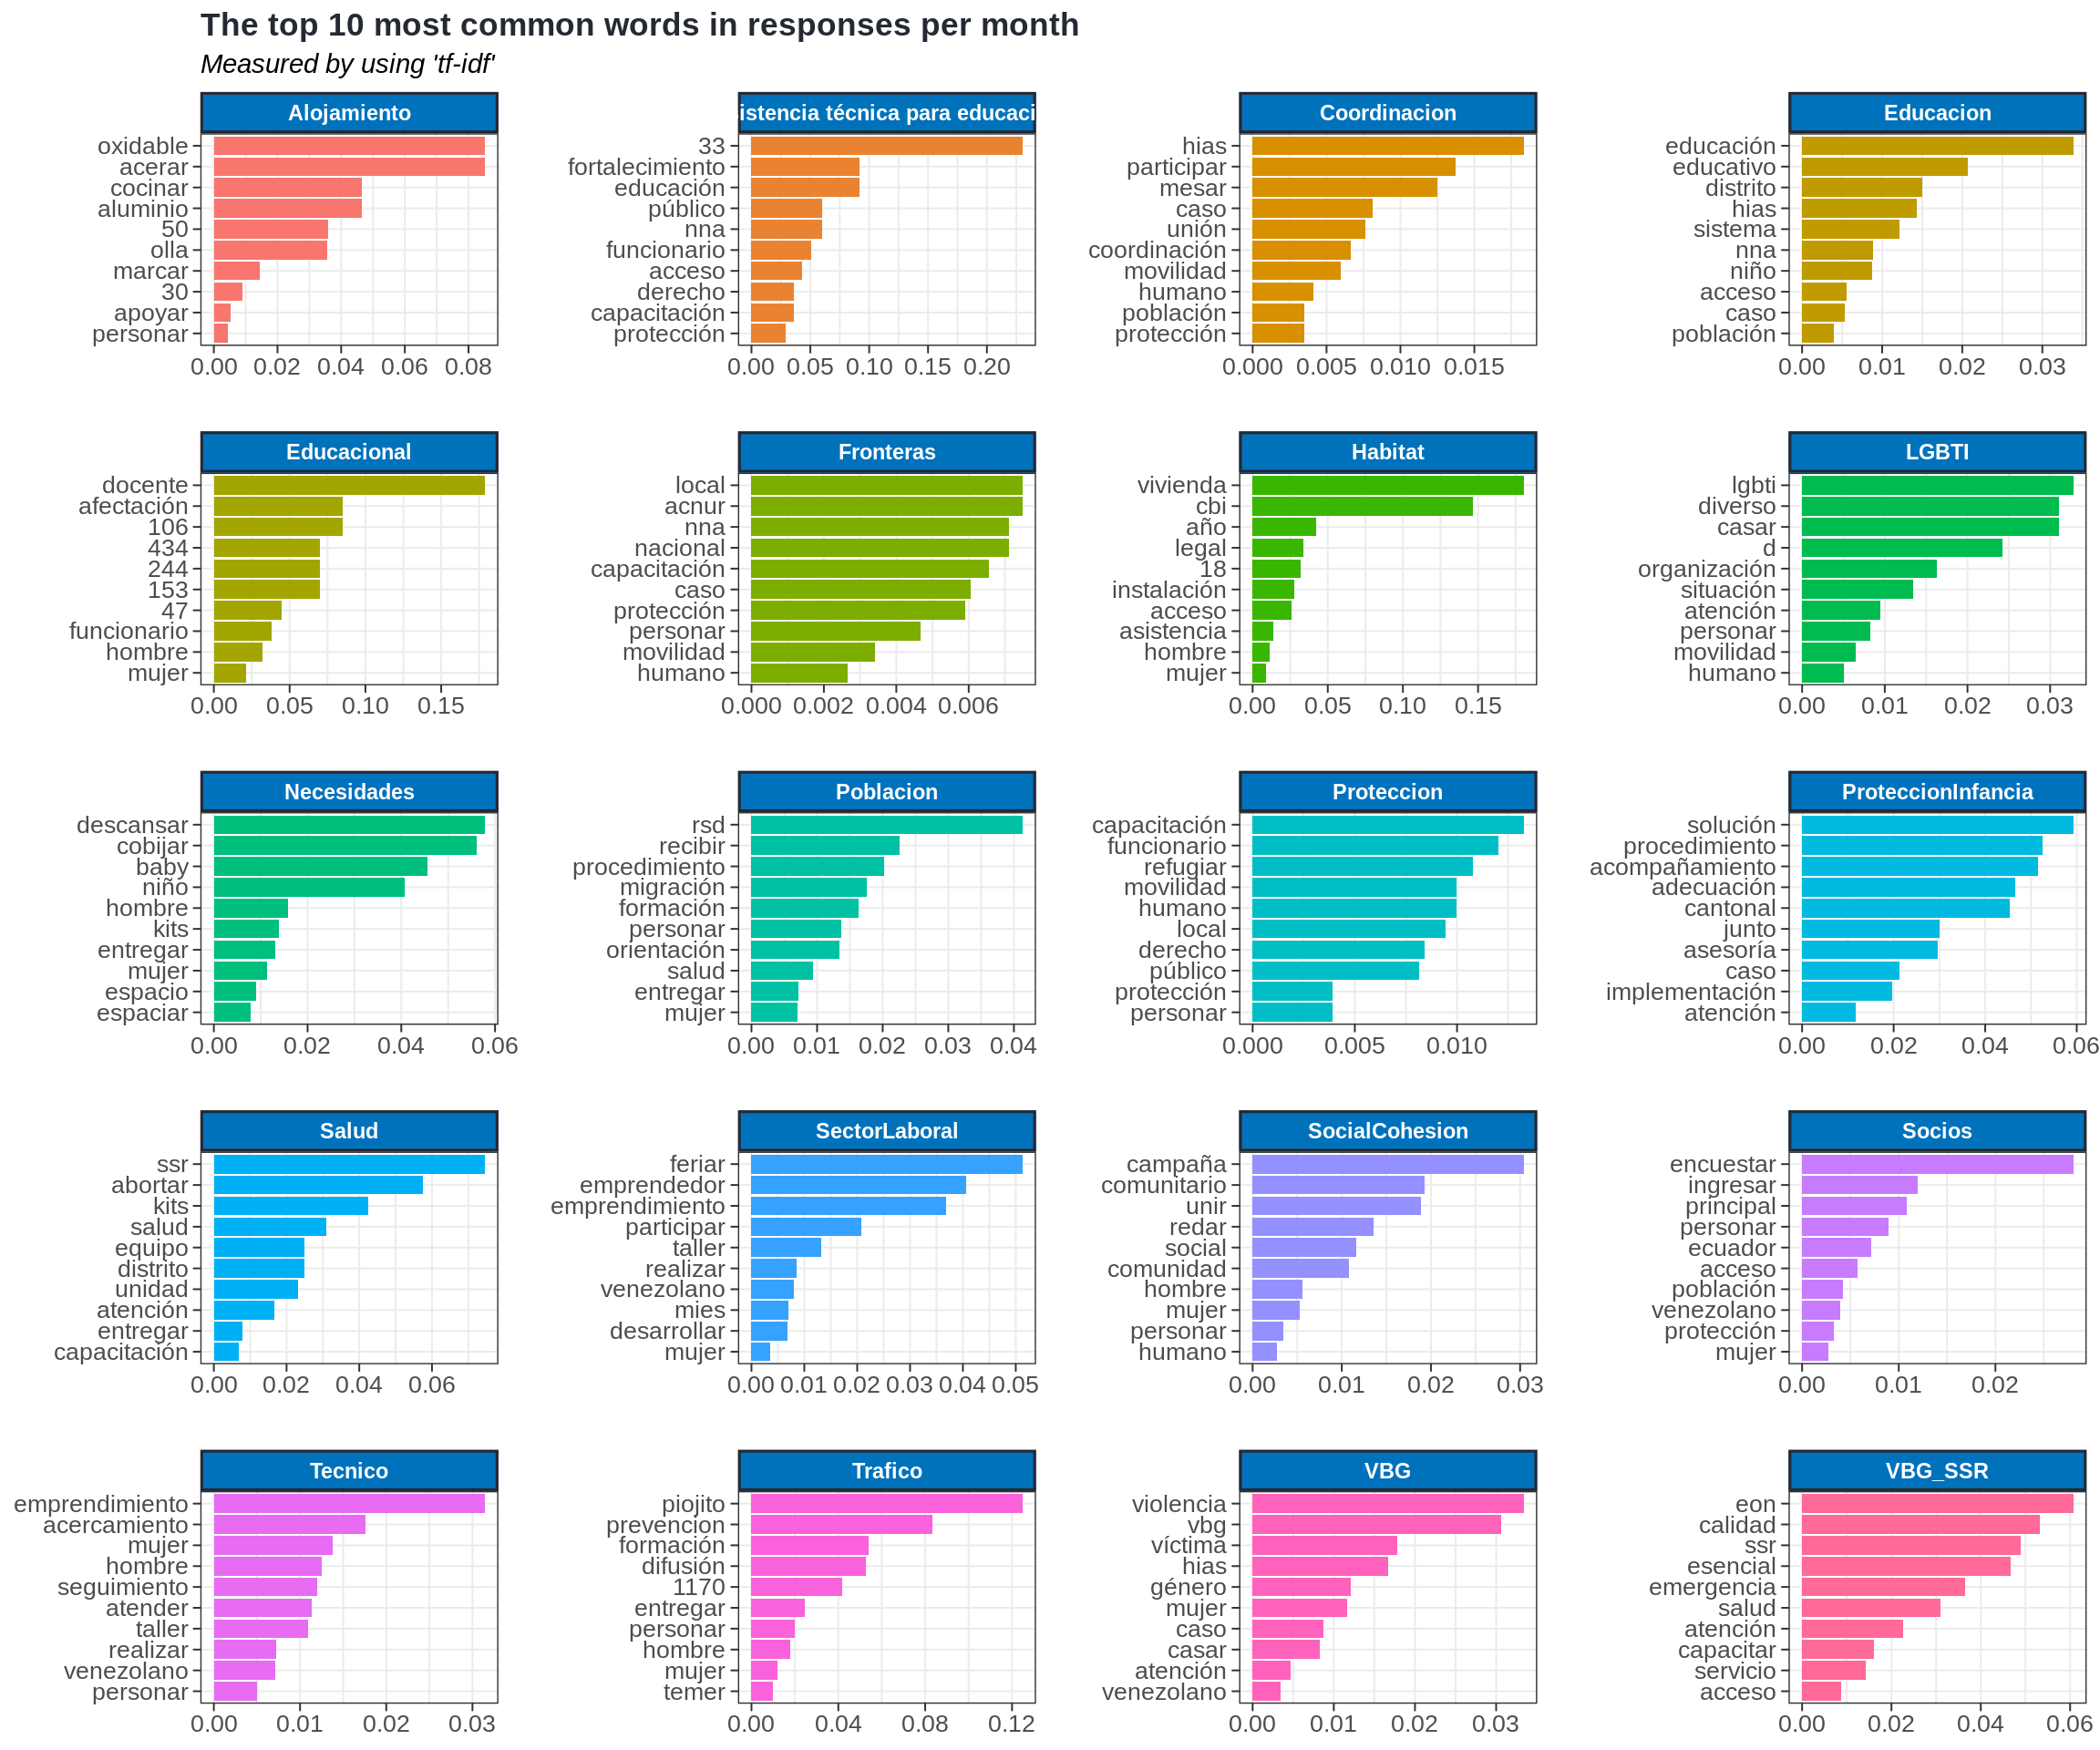 The top 10 most common words in responses per month
Measured by using 'tf-idf'
Alojamiento
oxidable
acerar
cocinar
aluminio
50
olla
marcar
30
apoyar
personar
0.00 0.02 0.04 0.06 0.08
istencia técnica para educaci
33
fortalecimiento
educación
público
nna
funcionario
acceso
derecho
capacitación
protección
0.00 0.05 0.10 0.15 0.20
Coordinacion
hias
participar
mesar
caso
unión
coordinación
movilidad
humano
población
protección
0.000 0.005 0.010 0.015
Educacion
educación
educativo
distrito
hias
sistema
nna
niño
acceso
caso
población
0.00 0.01 0.02 0.03
Educacional
docente
afectación
106
434
244
153
47
funcionario
hombre
mujer
0.00 0.05 0.10 0.15
Fronteras
local
acnur
nna
nacional
capacitación
caso
protección
personar
movilidad
humano
0.000 0.002 0.004 0.006
Habitat
vivienda
cbi
año
legal
18
instalación
acceso
asistencia
hombre
mujer
0.00 0.05 0.10 0.15
LGBTI
lgbti
diverso
casar
d
organización
situación
atención
personar
movilidad
humano
0.00 0.01 0.02 0.03
Necesidades
descansar
cobijar
baby
niño
hombre
kits
entregar
mujer
espacio
espaciar
0.00 0.02 0.04 0.06
Poblacion
rsd
recibir
procedimiento
migración
formación
personar
orientación
salud
entregar
mujer
0.00 0.01 0.02 0.03 0.04
Proteccion
capacitación
funcionario
refugiar
movilidad
humano
local
derecho
público
protección
personar
0.000 0.005 0.010
ProteccionInfancia
solución
procedimiento
acompañamiento
adecuación
cantonal
junto
asesoría
caso
implementación
atención
0.00 0.02 0.04 0.06
Salud
ssr
abortar
kits
salud
equipo
distrito
unidad
atención
entregar
capacitación
0.00 0.02 0.04 0.06
SectorLaboral
feriar
emprendedor
emprendimiento
participar
taller
realizar
venezolano
mies
desarrollar
mujer
0.00 0.01 0.02 0.03 0.04 0.05
SocialCohesion
campaña
comunitario
unir
redar
social
comunidad
hombre
mujer
personar
humano
0.00 0.01 0.02 0.03
Socios
encuestar
ingresar
principal
personar
ecuador
acceso
población
venezolano
protección
mujer
0.00 0.01 0.02
Tecnico
emprendimiento
acercamiento
mujer
hombre
seguimiento
atender
taller
realizar
venezolano
personar
0.00 0.01 0.02 0.03
Trafico
piojito
prevencion
formación
difusión
1170
entregar
personar
hombre
mujer
temer
0.00 0.04 0.08 0.12
VBG
violencia
vbg
víctima
hias
género
mujer
caso
casar
atención
venezolano
0.00 0.01 0.02 0.03
VBG_SSR
eon
calidad
ssr
esencial
emergencia
salud
atención
capacitar
servicio
acceso
0.00 0.02 0.04 0.06